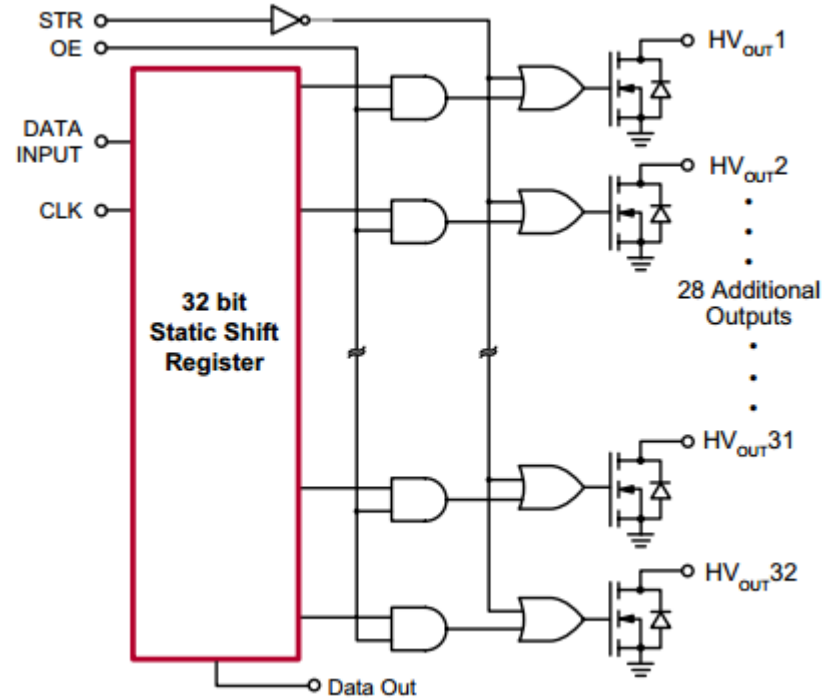 STR
OE
DATA
INPUT
CLK
32 bit
Static Shift
Register
HVOUT1
HVOUT2
28 Additional
Outputs
HVOUT31
HVOUT32
Data Out